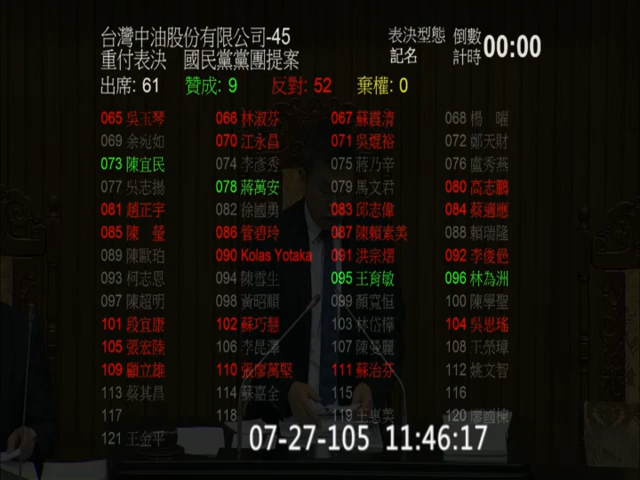 台灣中油股份有限公司-45 表決型態 倒數 00:00
重付表決 國民黨黨團提案 記名 計時
出席: 61 贊成: 9 反對: 52 棄權: 0
065 吳玉琴 066 林淑芬 067 蘇震清 068 楊 曜
069 余宛如 070 江永昌 071 吳焜裕 072 鄭天財
073 陳宜民 074 李彥秀 075 蔣乃辛 076 盧秀燕
077 吳志揚 078 蔣萬安 079 馬文君 080 高志鵬
081 趙正宇 082 徐國勇 083 邱志偉 084 蔡適應
085 陳 瑩 086 管碧玲 087 陳賴素美 088 賴瑞隆
089 陳歐珀 090 Kolas Yotaka 091 洪宗熠 092 李俊俋
093 柯志恩 094 陳雪生 095 王育敏 096 林為洲
097 陳超明 098 黃昭順 099 顏寬恒 100 陳學聖
101 段宜康 102 蘇巧慧 103 林岱樺 104 吳思瑤
105 張宏陸 106 李昆澤 107 陳曼麗 108 王榮璋
109 顧立雄 110 張廖萬堅 111 蘇治芬 112 姚文智
113 蔡其昌 114 蘇嘉全 115 116
117 118 119 王惠美 120 廖國棟
121 王金平 07-27-105 11:46:17